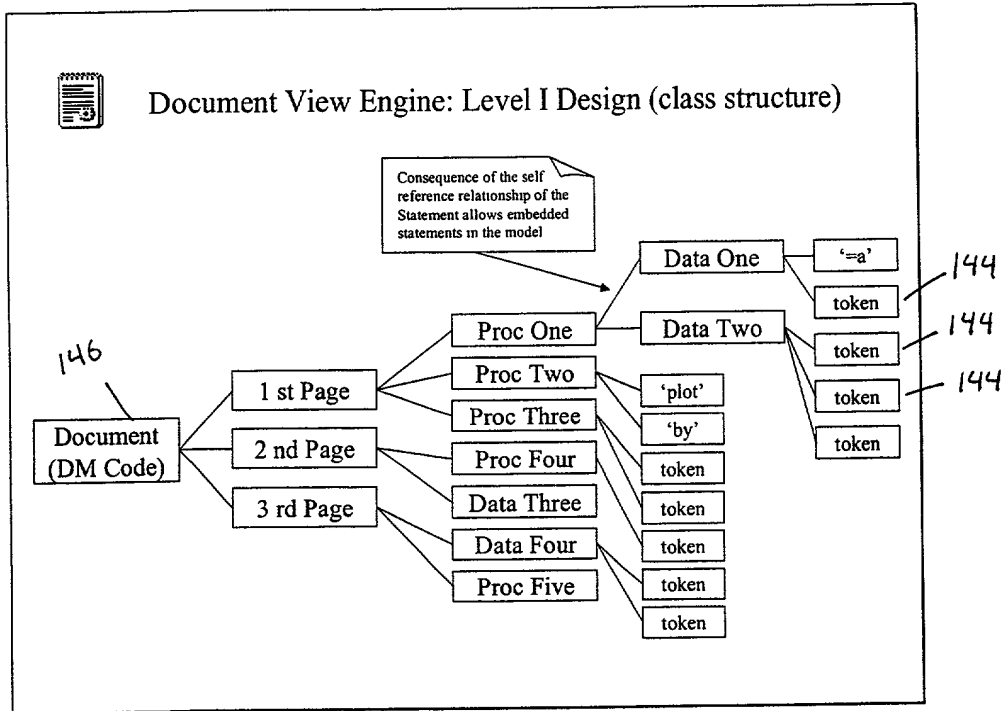 Document View Engine: Level I Design (class structure)
Consequence of the self
reference relationship of the
Statement allows embedded
statements in the model
Data One
'=a'
144
token
Proc One
Data Two
token
144
146
1 st Page
Proc Two
'plot'
token
144
Document
(DM Code)
Proc Three
'by'
token
2 nd Page
Proc Four
token
3 rd Page
Data Three
token
Data Four
token
Proc Five
token
token